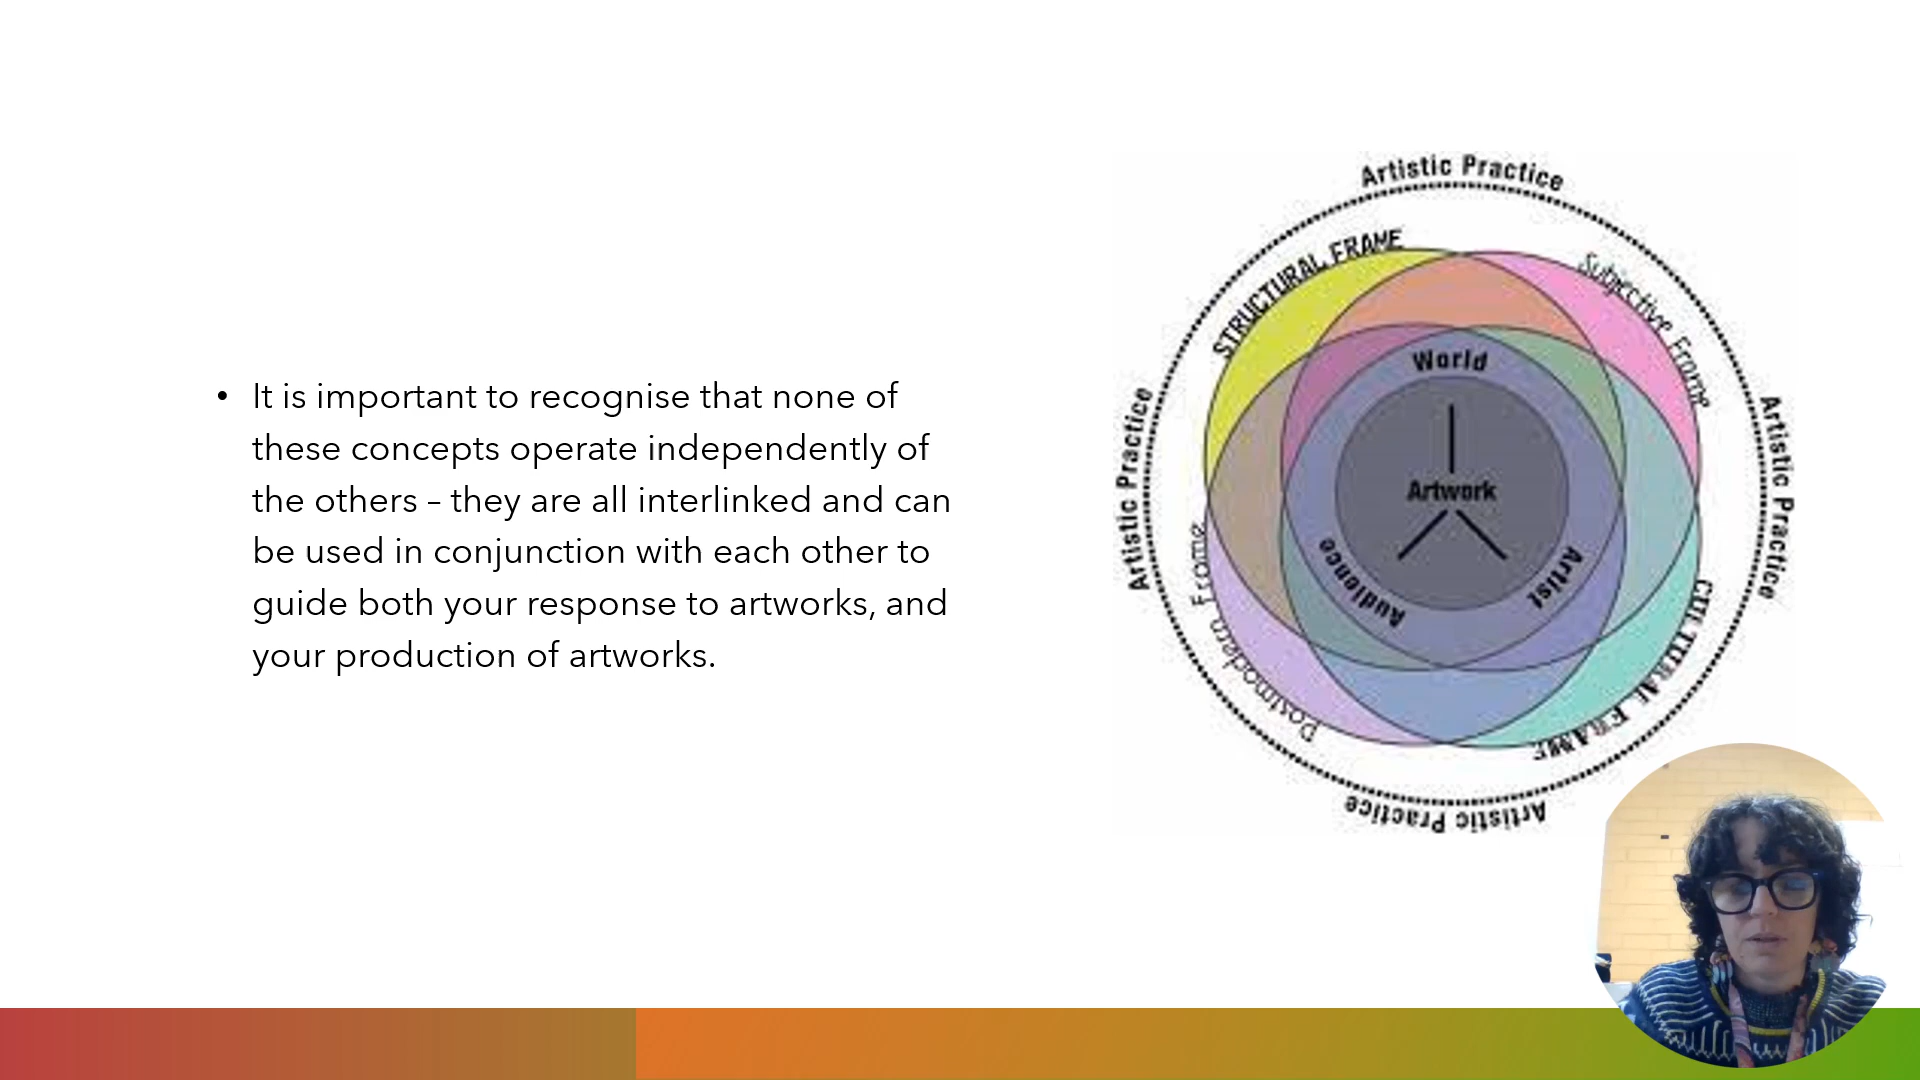 • It is important to recognise that none of
these concepts operate independently of
the others – they are all interlinked and can
be used in conjunction with each other to
guide both your response to artworks, and
your production of artworks.
Artistic Practice
STRUCTURAL FRAME
Subjective Frame
World
Artwork
Audience
Artist
Artistic Practice
Artistic Practice
Postmodern Frame
CULTURAL FRAME
Artistic Practice